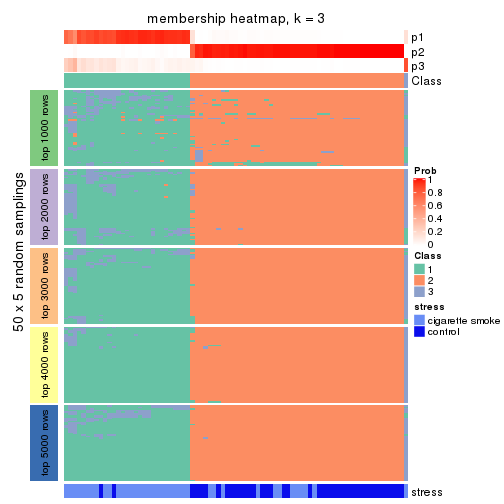 membership heatmap, k = 3
p1
p2
p3
Class
50 x 5 random samplings
top 1000 rows
top 2000 rows
top 3000 rows
top 4000 rows
top 5000 rows
stress
Prob
1
0.8
0.6
0.4
0.2
0
Class
1
2
3
stress
cigarette smoke
control